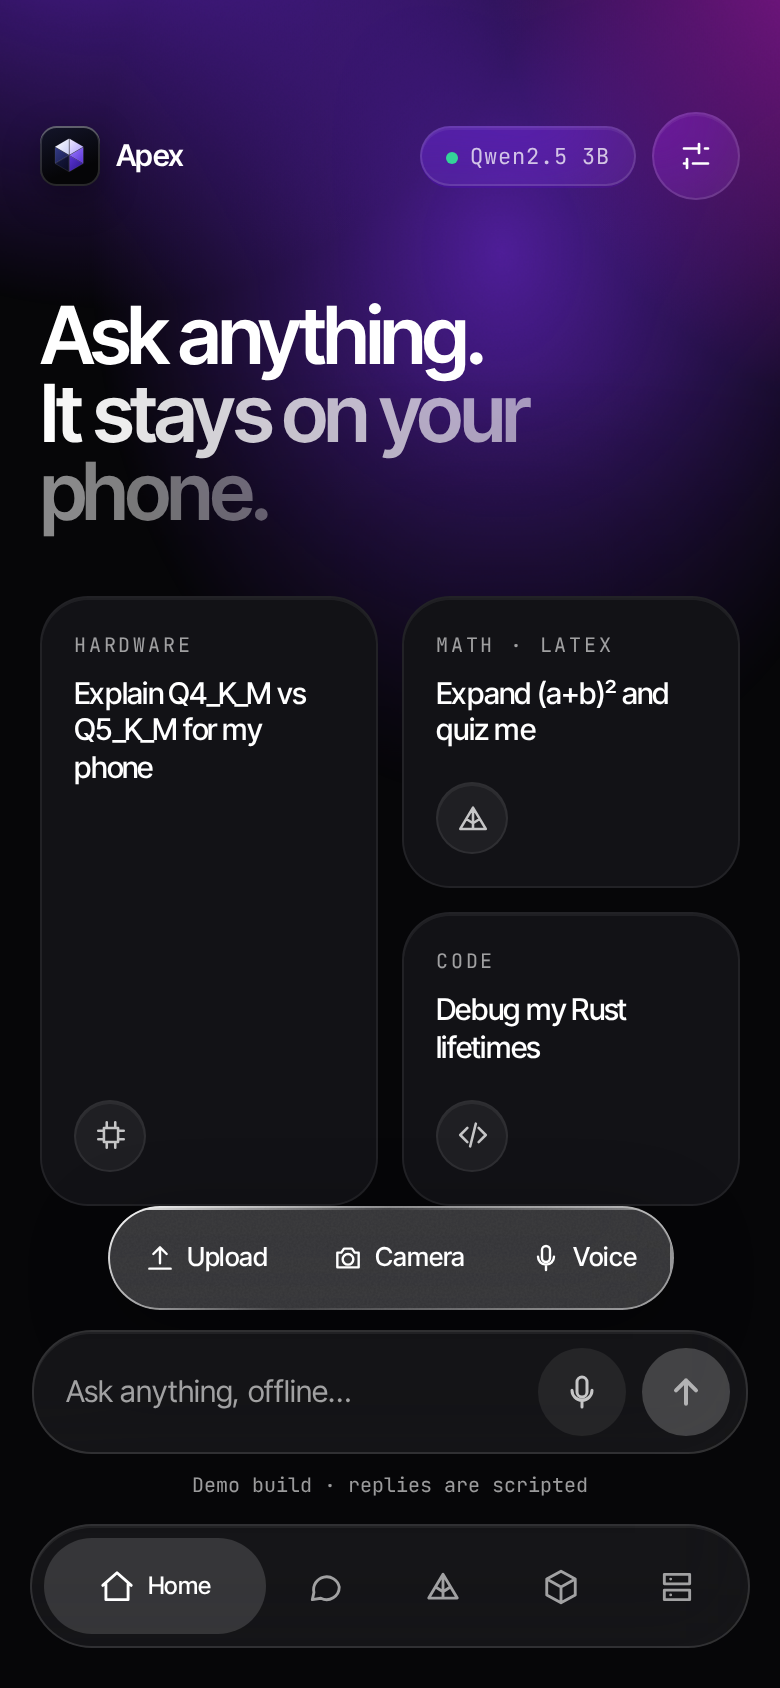 Apex
Qwen2.5 3B
Ask anything.
It stays on your
phone.
HARDWARE
Explain Q4_K_M vs
Q5_K_M for my
phone
MATH · LATEX
Expand (a+b)² and
quiz me
CODE
Debug my Rust
lifetimes
Upload
Camera
Voice
Ask anything, offline...
Demo build · replies are scripted
Home